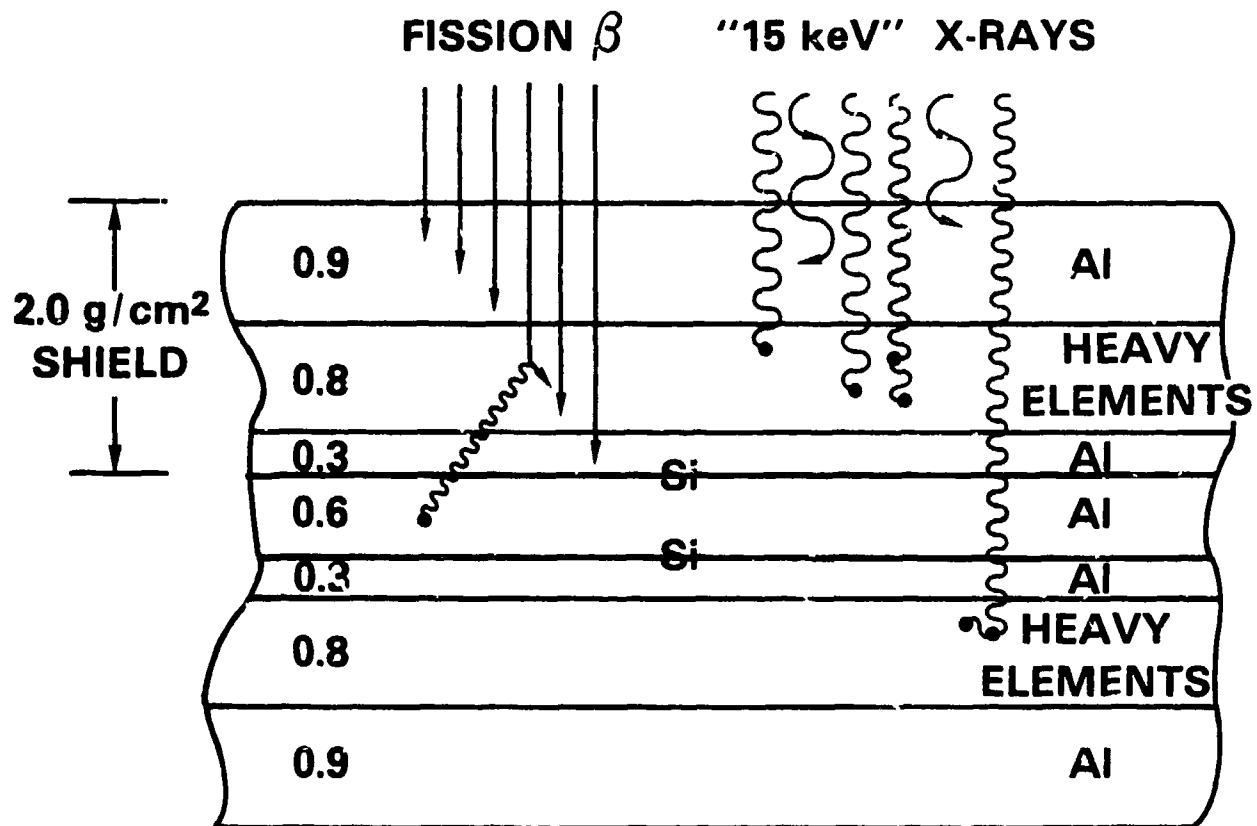 FISSION β "15 keV" X-RAYS
0.9 Al
2.0 g/cm²
SHIELD
0.8 HEAVY
ELEMENTS
0.3 Al
Si
0.6 Al
Si
0.3 Al
0.8 HEAVY
ELEMENTS
0.9 Al